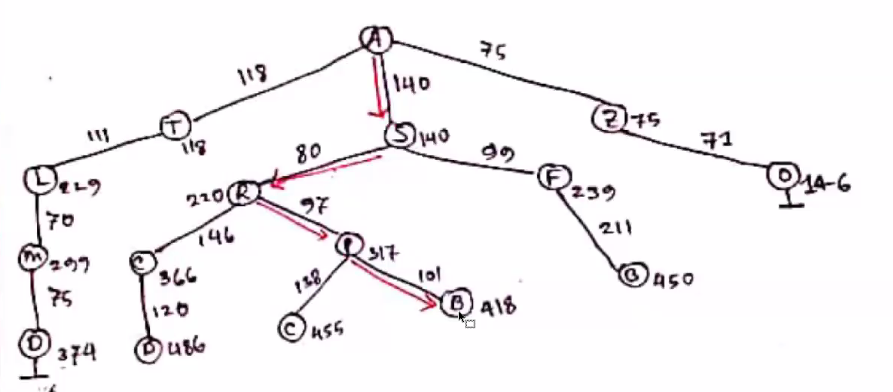 A
75
118
140
Z 75
T
118
S 140
111
80
99
71
L 229
220 R
F 239
O 146
70
97
146
211
M 299
C 366
P 317
B 450
75
120
138
101
B 418
D 374
D 486
C 455